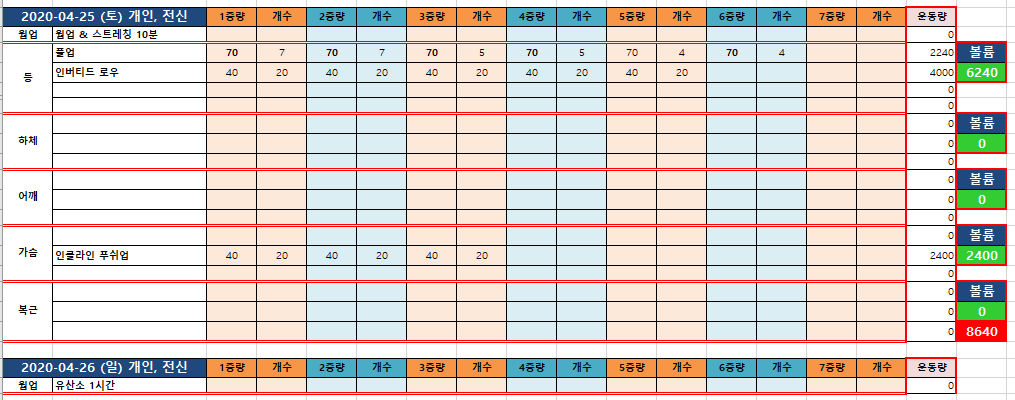 2020-04-25 (토) 개인, 전신 1중량 개수 2중량 개수 3중량 개수 4중량 개수 5중량 개수 6중량 개수 7중량 개수 운동량
웜업 웜업 & 스트레칭 10분 0
풀업 70 7 70 7 70 5 70 5 70 4 70 4 2240 볼륨
등
인버티드 로우 40 20 40 20 40 20 40 20 40 20 4000 6240
0
0
0 볼륨
하체 0 0
0
0 볼륨
어깨 0 0
0
0 볼륨
가슴 인클라인 푸쉬업 40 20 40 20 40 20 2400 2400
0
0 볼륨
복근 0 0
0 8640
2020-04-26 (일) 개인, 전신 1중량 개수 2중량 개수 3중량 개수 4중량 개수 5중량 개수 6중량 개수 7중량 개수 운동량
웜업 유산소 1시간 0